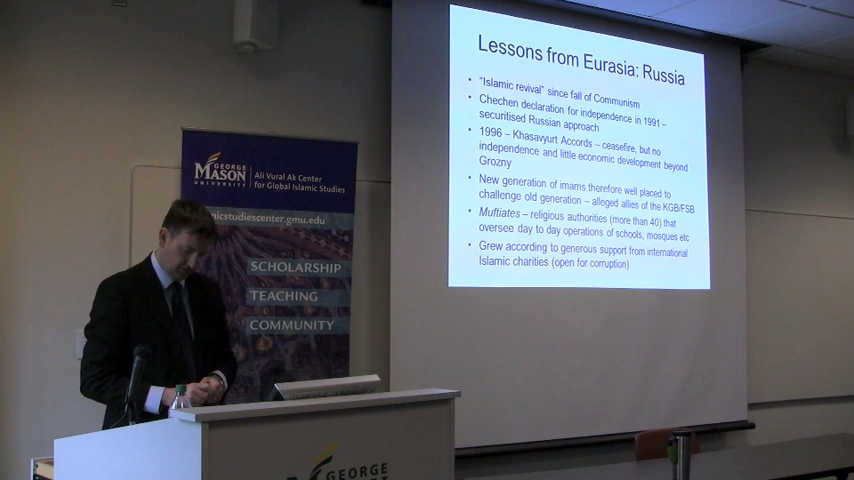 Lessons from Eurasia: Russia
• "Islamic revival" since fall of Communism
• Chechen declaration for independence in 1991 –
securitised Russian approach
• 1996 – Khasavyurt Accords – ceasefire, but no
independence and little economic development beyond
Grozny
• New generation of imams therefore well placed to
challenge old generation – alleged allies of the KGB/FSB
• Muftiates – religious authorities (more than 40) that
oversee day to day operations of schools, mosques etc
• Grew according to generous support from international
Islamic charities (open for corruption)
GEORGE
MASON
UNIVERSITY
Ali Vural Ak Center
for Global Islamic Studies
micstudiescenter.gmu.edu
SCHOLARSHIP
TEACHING
COMMUNITY
GEORGE